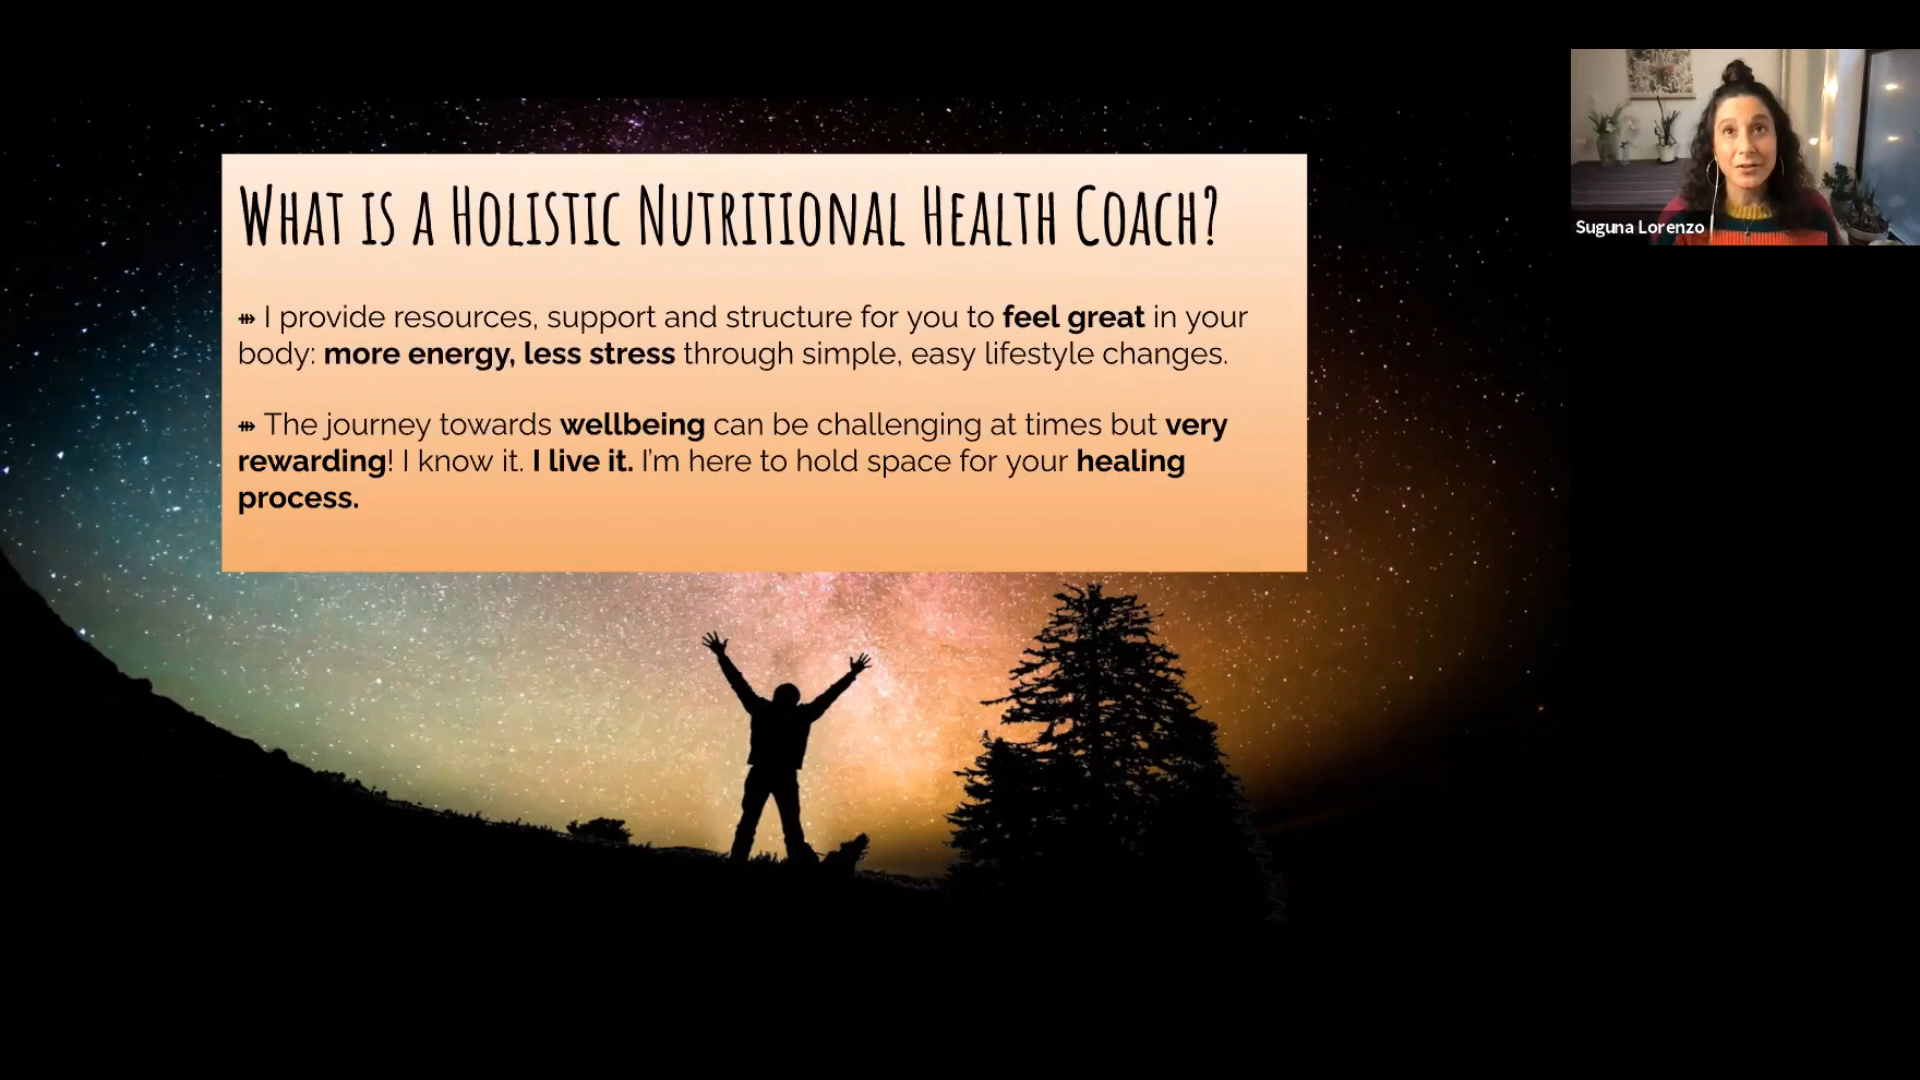 WHAT IS A HOLISTIC NUTRITIONAL HEALTH COACH?
⇻ I provide resources, support and structure for you to feel great in your
body: more energy, less stress through simple, easy lifestyle changes.
⇻ The journey towards wellbeing can be challenging at times but very
rewarding! I know it. I live it. I'm here to hold space for your healing
process.
Suguna Lorenzo